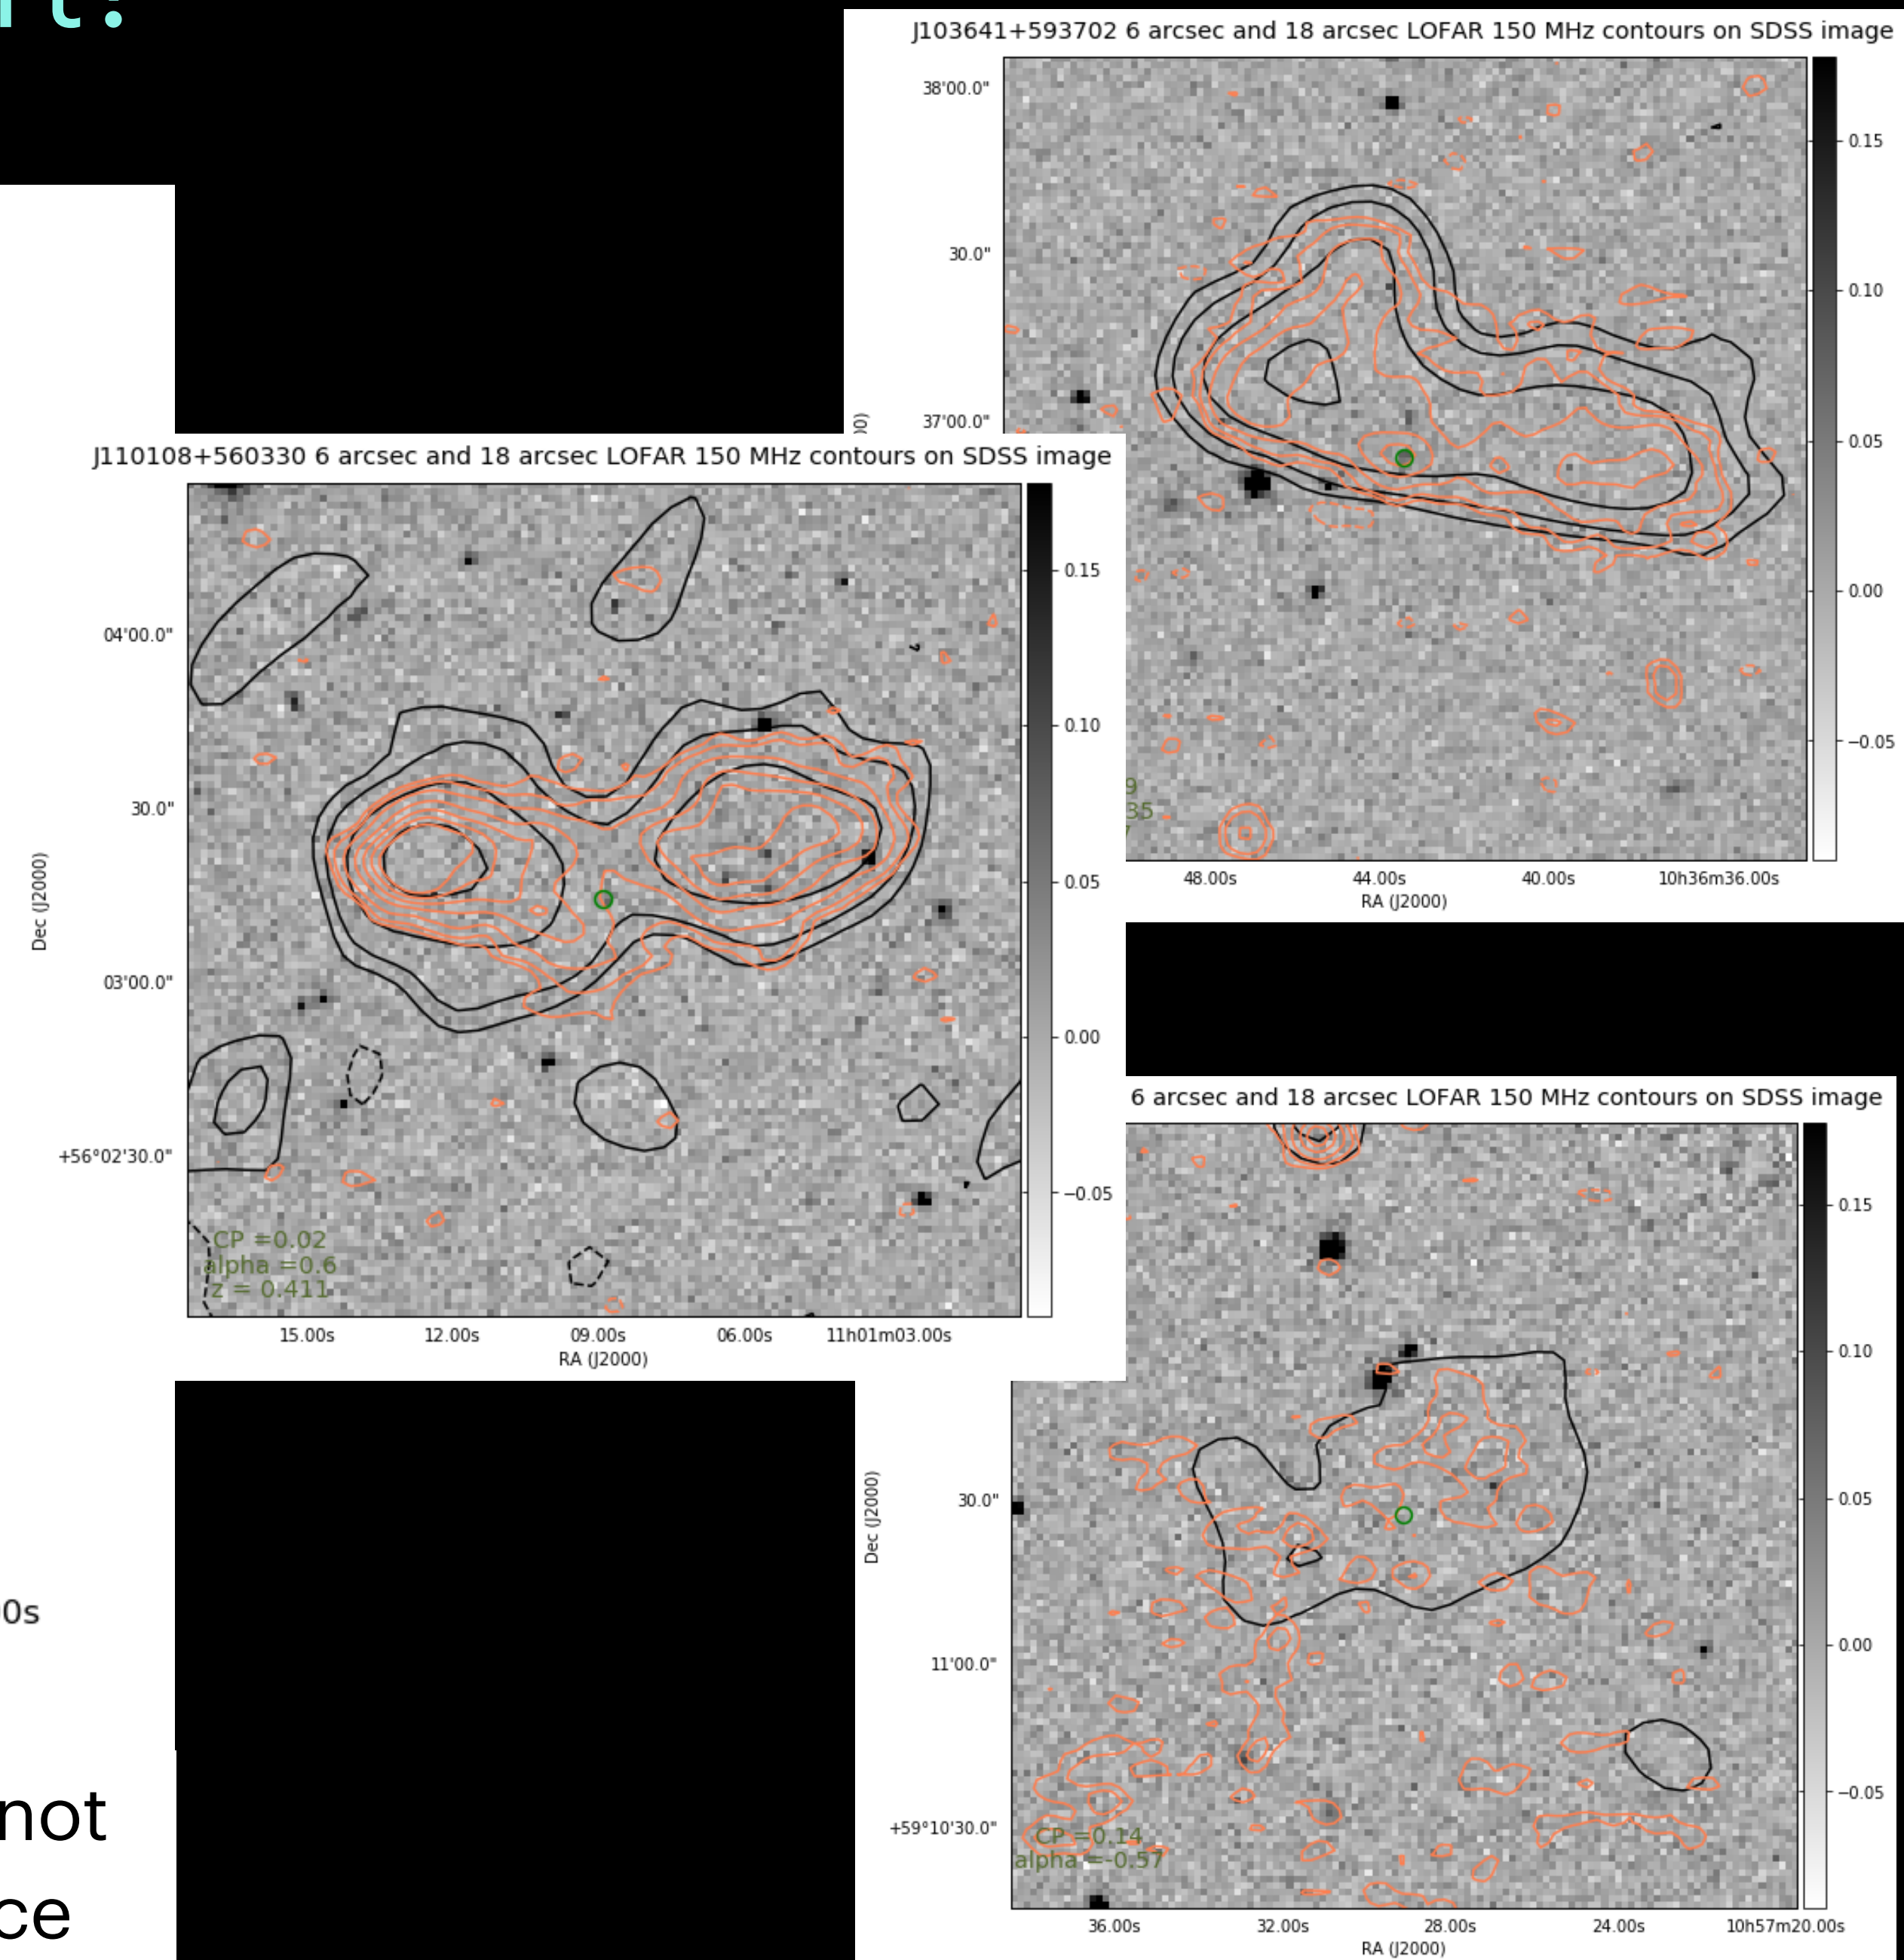 J103641+593702 6 arcsec and 18 arcsec LOFAR 150 MHz contours on SDSS image
38'00.0"
30.0"
37'00.0"
0.15
0.10
0.05
0.00
−0.05
48.00s 44.00s 40.00s 10h36m36.00s
RA (J2000)
J110108+560330 6 arcsec and 18 arcsec LOFAR 150 MHz contours on SDSS image
04'00.0"
30.0"
03'00.0"
+56°02'30.0"
Dec (J2000)
0.15
0.10
0.05
0.00
−0.05
CP =0.02
alpha =0.6
z = 0.411
15.00s 12.00s 09.00s 06.00s 11h01m03.00s
RA (J2000)
6 arcsec and 18 arcsec LOFAR 150 MHz contours on SDSS image
30.0"
11'00.0"
+59°10'30.0"
Dec (J2000)
0.15
0.10
0.05
0.00
−0.05
CP =0.14
alpha =-0.57
36.00s 32.00s 28.00s 24.00s 10h57m20.00s
RA (J2000)
0s
not
ce